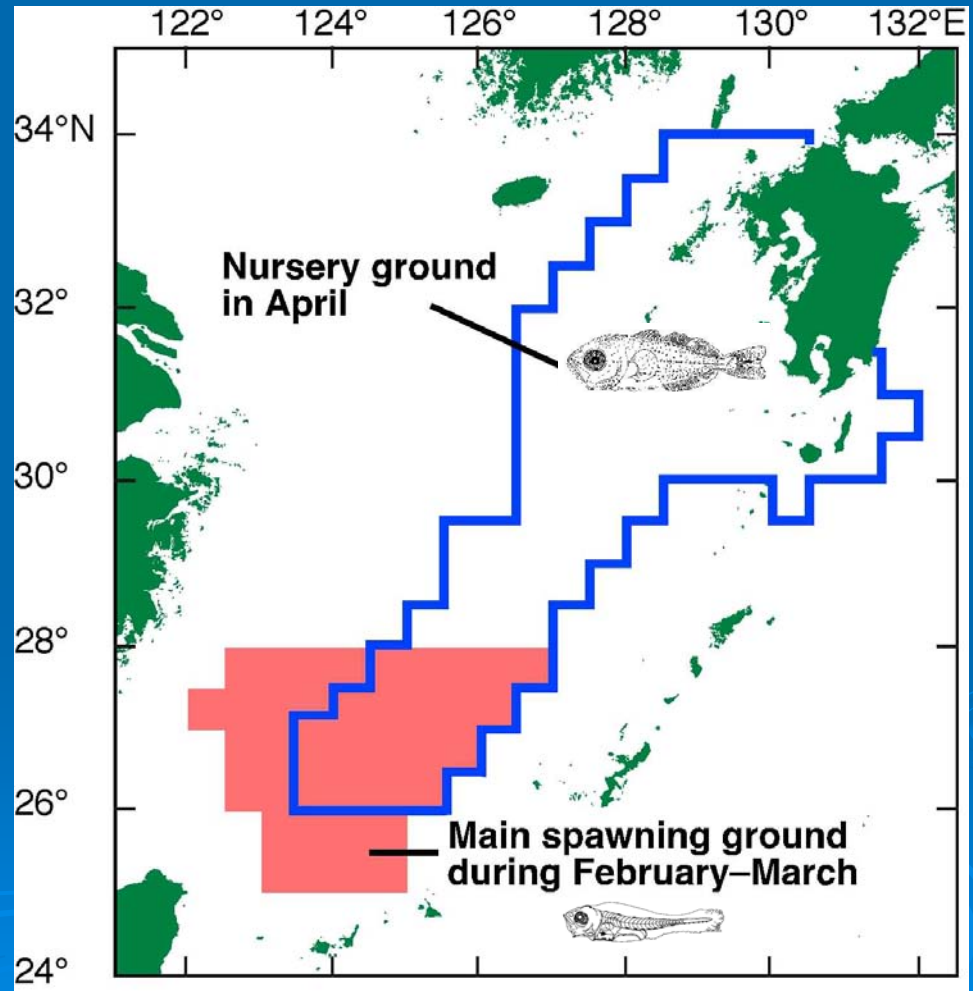 122° 124° 126° 128° 130° 132°E
34°N
Nursery ground
in April
32°
30°
28°
26°
Main spawning ground
during February–March
24°